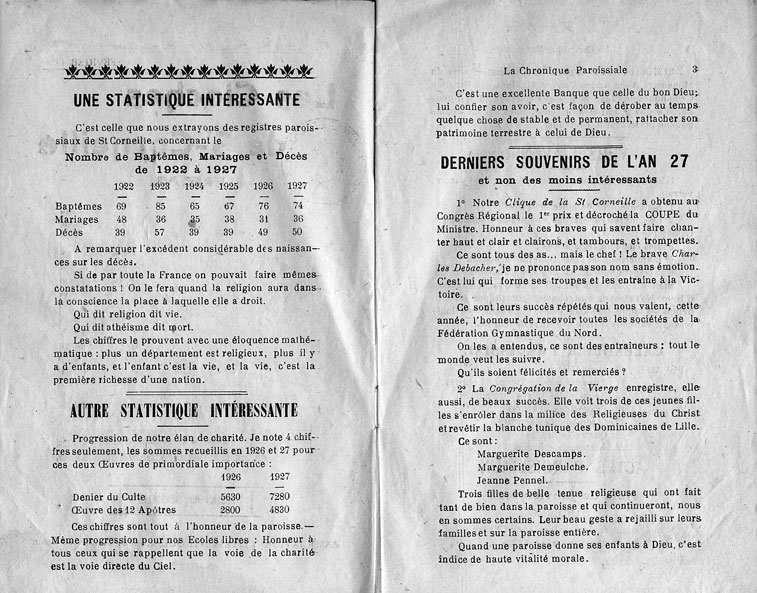 UNE STATISTIQUE INTÉRESSANTE
C'est celle que nous extrayons des registres parois-
siaux de St Corneille, concernant le
Nombre de Baptêmes, Mariages et Décès
de 1922 à 1927
1922 1923 1924 1925 1926 1927
Baptêmes 69 85 65 67 76 74
Mariages 48 36 35 38 31 36
Décès 39 57 39 39 49 50
A remarquer l'excédent considérable des naissan-
ces sur les décès.
Si de par toute la France on pouvait faire mêmes
constatations ! On le fera quand la religion aura dans
la conscience la place à laquelle elle a droit.
Qui dit religion dit vie.
Qui dit athéisme dit mort.
Les chiffres le prouvent avec une éloquence mathé-
matique : plus un département est religieux, plus il y
a d'enfants, et l'enfant c'est la vie, et la vie, c'est la
première richesse d'une nation.
AUTRE STATISTIQUE INTÉRESSANTE
Progression de notre élan de charité. Je note 4 chif-
fres seulement, les sommes recueillis en 1926 et 27 pour
ces deux Œuvres de primordiale importance :
1926 1927
Denier du Culte 5630 7280
Œuvre des 12 Apôtres 2800 4830
Ces chiffres sont tout à l'honneur de la paroisse.—
Même progression pour nos Ecoles libres : Honneur à
tous ceux qui se rappellent que la voie de la charité
est la voie directe du Ciel.
La Chronique Paroissiale 3
C'est une excellente Banque que celle du bon Dieu;
lui confier son avoir, c'est façon de dérober au temps
quelque chose de stable et de permanent, rattacher son
patrimoine terrestre à celui de Dieu.
DERNIERS SOUVENIRS DE L'AN 27
et non des moins intéressants
1º Notre Clique de la St Corneille a obtenu au
Congrès Régional le 1er prix et décroché la COUPE du
Ministre. Honneur à ces braves qui savent faire chan-
ter haut et clair et clairons, et tambours, et trompettes.
Ce sont tous des as... mais le chef ! Le brave Char-
les Debacher, je ne prononce pas son nom sans émotion.
C'est lui qui forme ses troupes et les entraîne à la Vic-
toire.
Ce sont leurs succès répétés qui nous valent, cette
année, l'honneur de recevoir toutes les sociétés de la
Fédération Gymnastique du Nord.
On les a entendus, ce sont des entraineurs : tout le
monde veut les suivre.
Qu'ils soient félicités et remerciés ?
2º La Congrégation de la Vierge enregistre, elle
aussi, de beaux succès. Elle voit trois de ces jeunes fil-
les s'enrôler dans la milice des Religieuses du Christ
et revêtir la blanche tunique des Dominicaines de Lille.
Ce sont :
Marguerite Descamps.
Marguerite Demeulche.
Jeanne Pennel.
Trois filles de belle tenue religieuse qui ont fait
tant de bien dans la paroisse et qui continueront, nous
en sommes certains. Leur beau geste a rejailli sur leurs
familles et sur la paroisse entière.
Quand une paroisse donne ses enfants à Dieu, c'est
indice de haute vitalité morale.